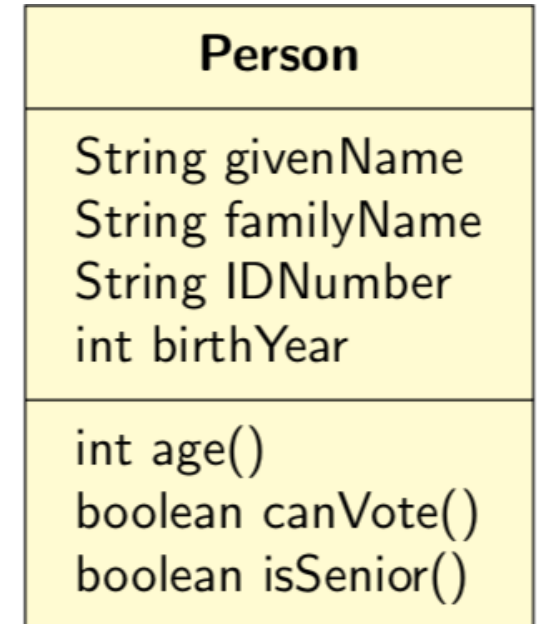 Person
String givenName
String familyName
String IDNumber
int birthYear
int age()
boolean canVote()
boolean isSenior()